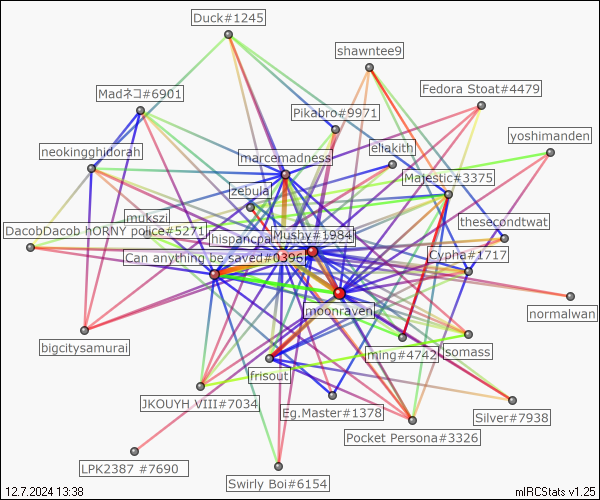 Duck#1245
shawntee9
Madネコ#6901
Fedora Stoat#4479
Pikabro#9971
yoshimanden
neokingghidorah
marcemadness
eliakith
Majestic#3375
zebula
mukszi
thesecondtwat
DacobDacob hORNY police#5271
hispancpa
Mushy#1984
Can anything be saved#0396
Cypha#1717
moonraven
normalwan
bigcitysamurai
ming#4742
somass
frisout
JKOUYH VIII#7034
Eg.Master#1378
Silver#7938
Pocket Persona#3326
LPK2387 #7690
Swirly Boi#6154
12.7.2024 13:38
mIRCStats v1.25